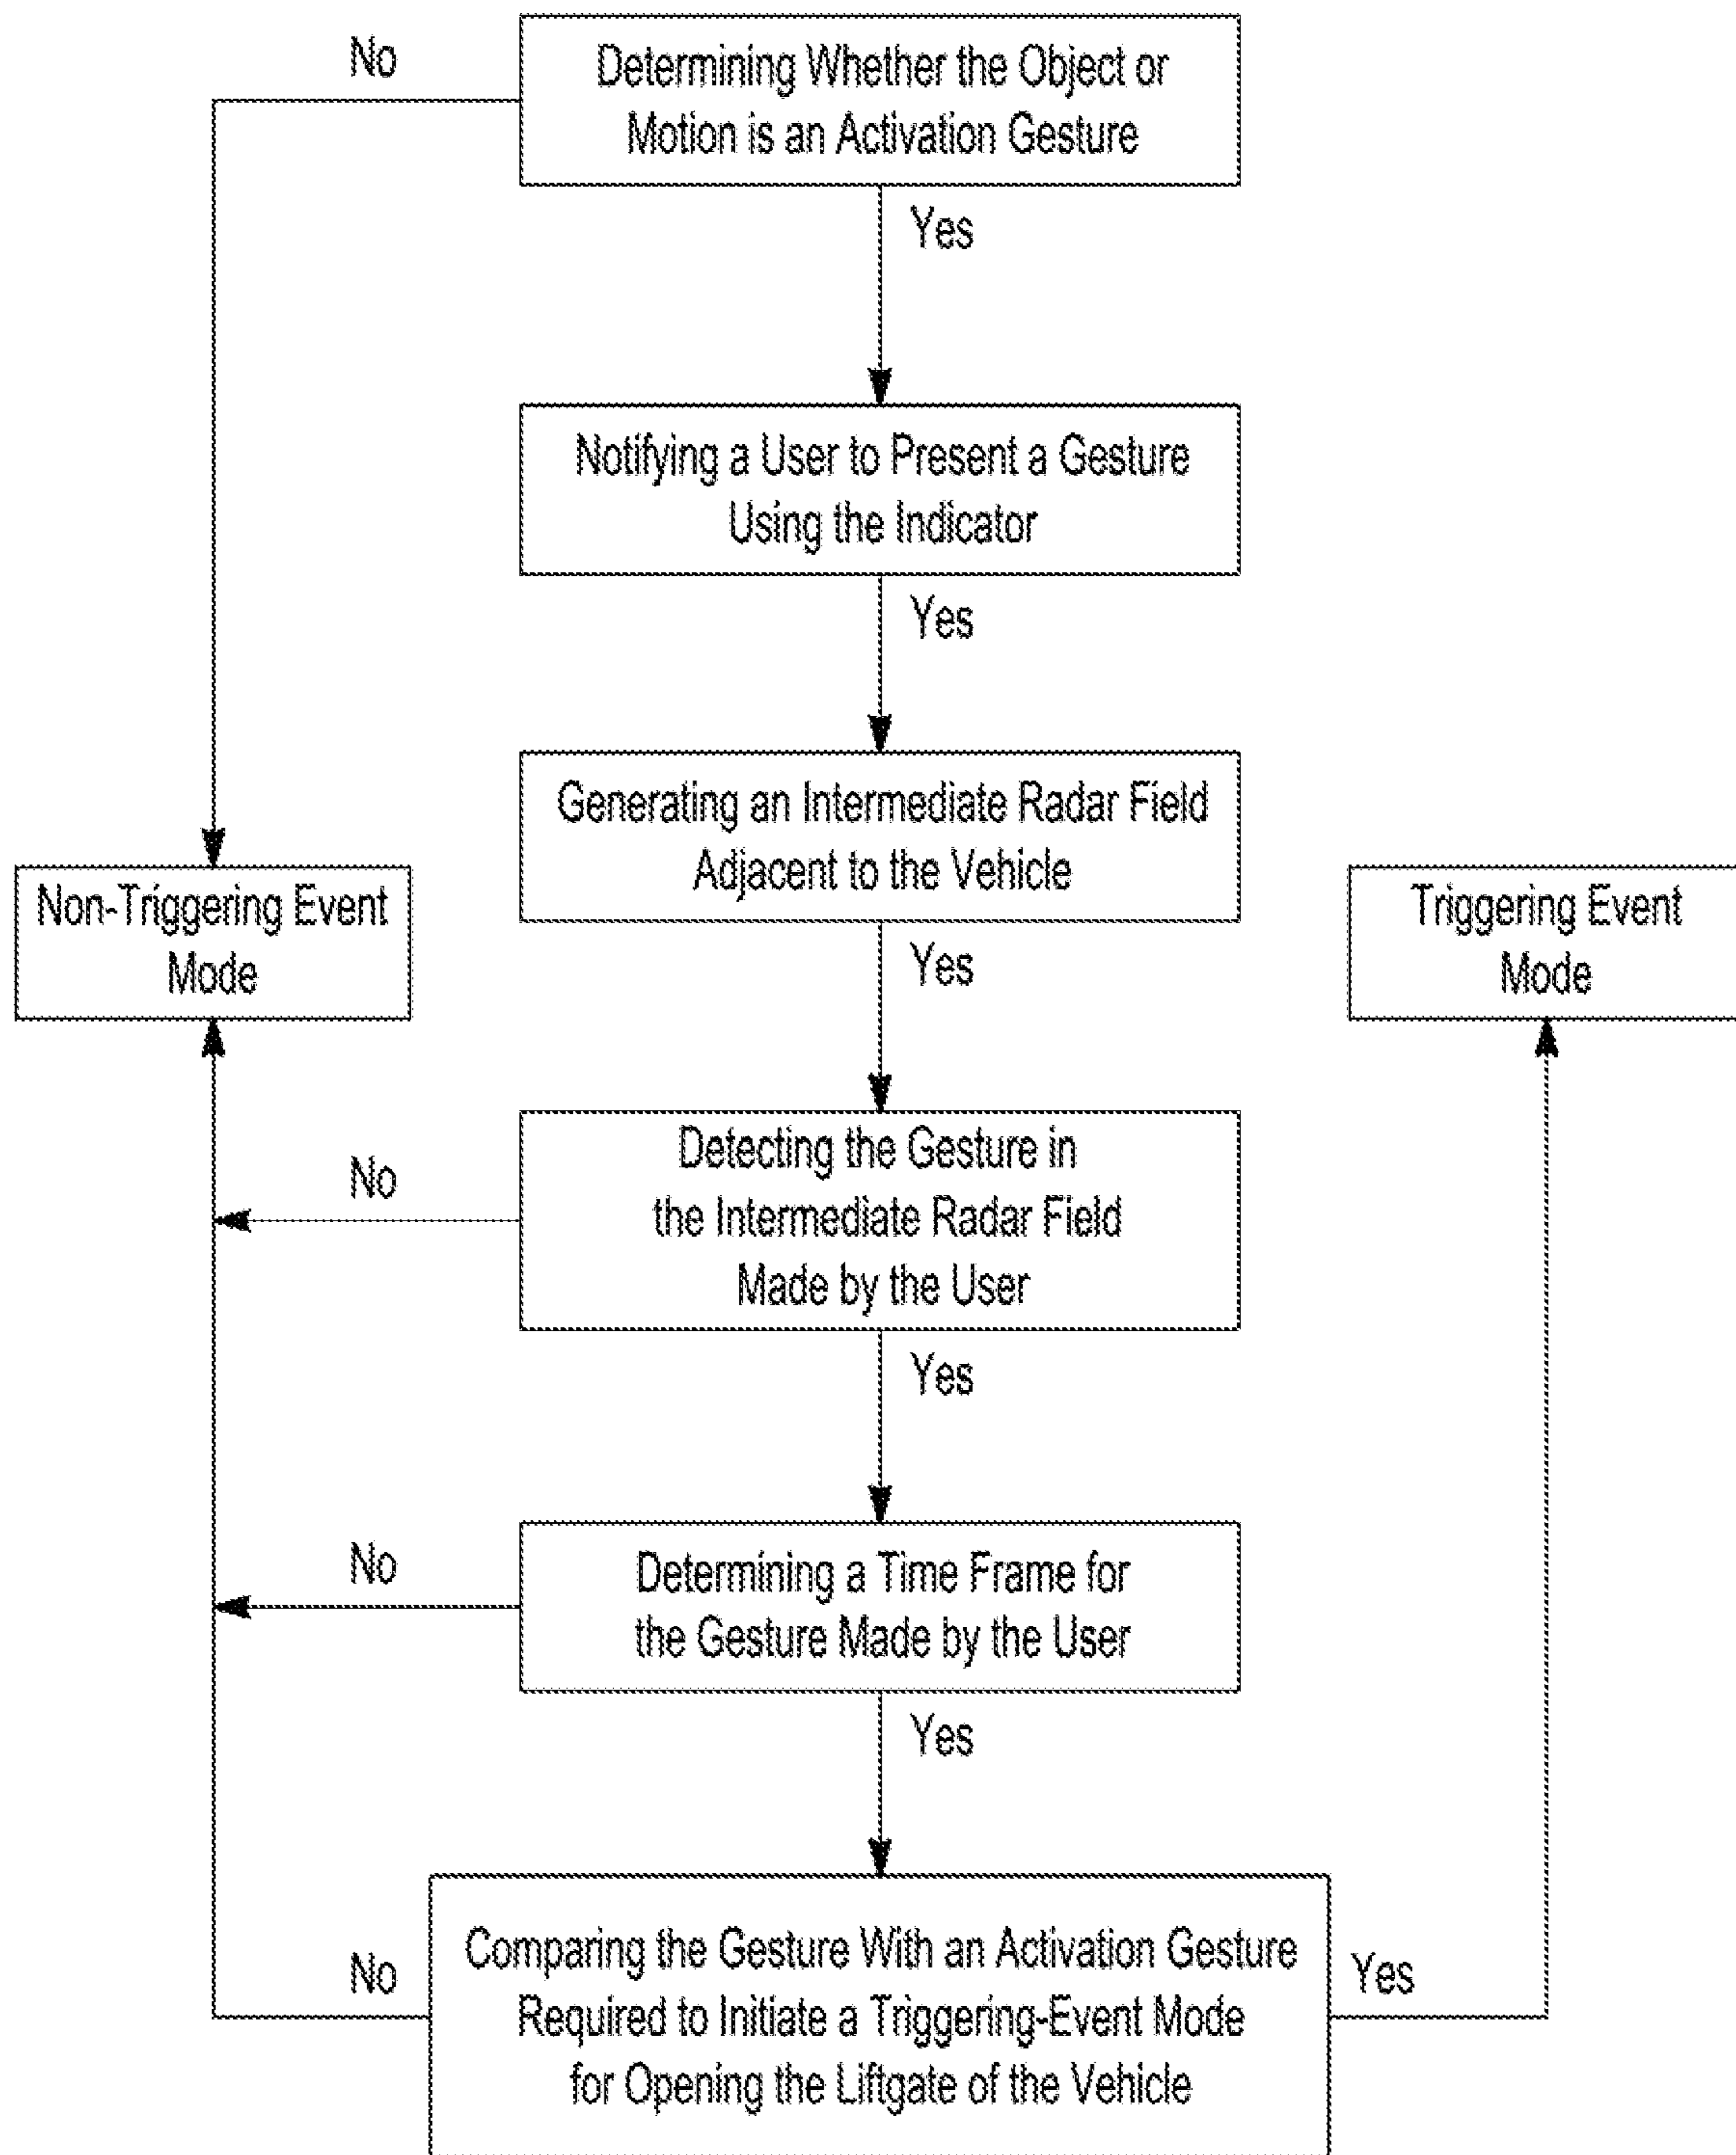 No
Determining Whether the Object or
Motion is an Activation Gesture
Yes
Notifying a User to Present a Gesture
Using the Indicator
Yes
Generating an Intermediate Radar Field
Adjacent to the Vehicle
Non-Triggering Event
Mode
Triggering Event
Mode
Yes
Detecting the Gesture in
the Intermediate Radar Field
Made by the User
No
Yes
No
Determining a Time Frame for
the Gesture Made by the User
Yes
No
Comparing the Gesture With an Activation Gesture
Required to Initiate a Triggering-Event Mode
for Opening the Liftgate of the Vehicle
Yes